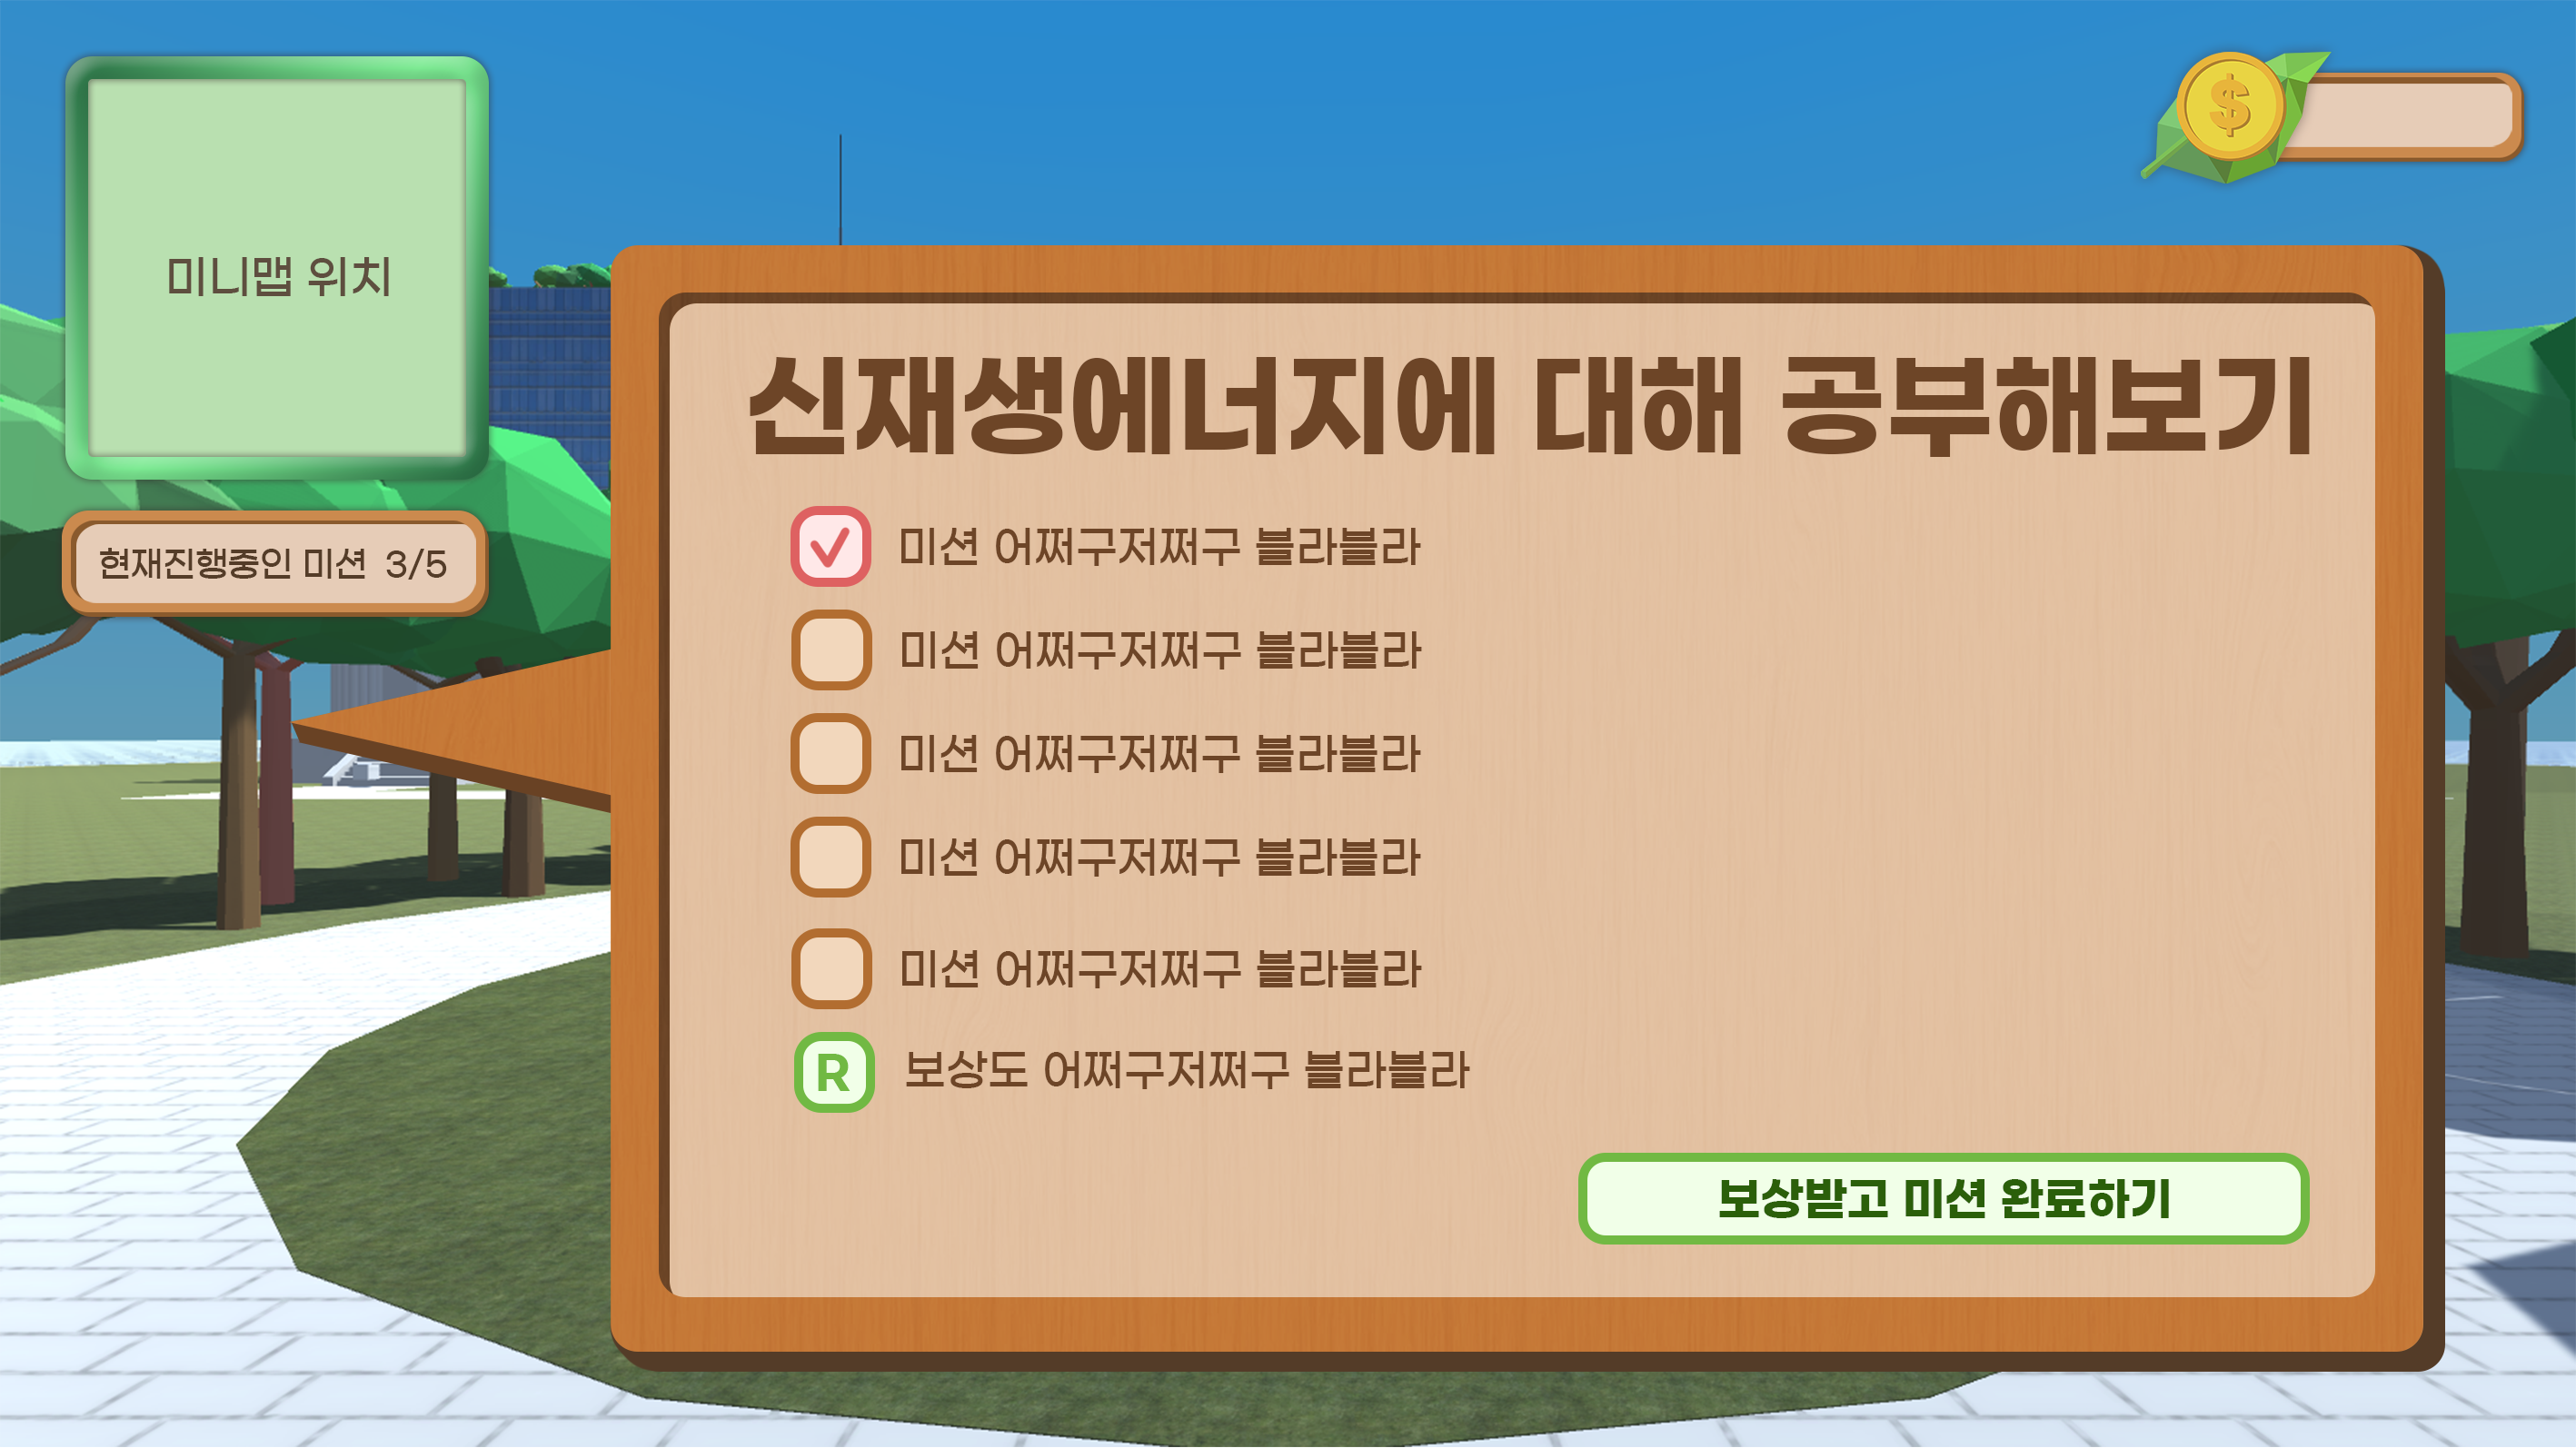 미니맵 위치
현재진행중인 미션 3/5
$
신재생에너지에 대해 공부해보기
미션 어쩌구저쩌구 블라블라
미션 어쩌구저쩌구 블라블라
미션 어쩌구저쩌구 블라블라
미션 어쩌구저쩌구 블라블라
미션 어쩌구저쩌구 블라블라
R 보상도 어쩌구저쩌구 블라블라
보상받고 미션 완료하기